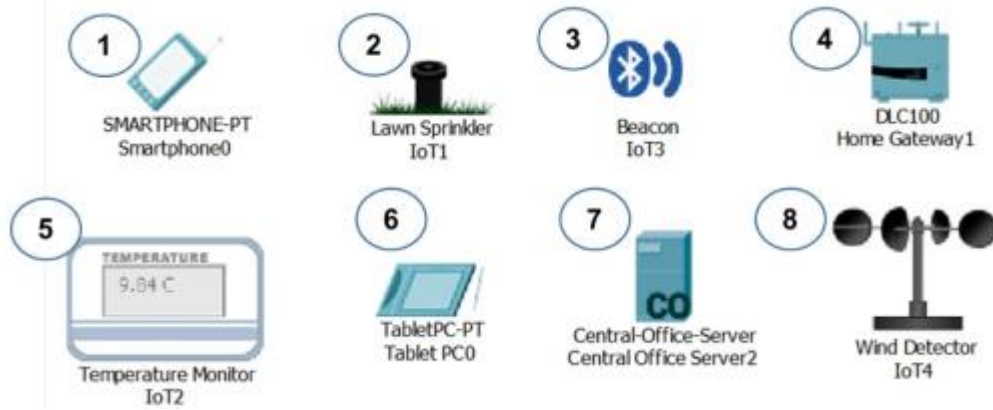 1
SMARTPHONE-PT
Smartphone0
2
Lawn Sprinkler
IoT1
3
Beacon
IoT3
4
DLC100
Home Gateway1
5
TEMPERATURE
9.84 C
Temperature Monitor
IoT2
6
TabletPC-PT
Tablet PC0
7
CO
Central-Office-Server
Central Office Server2
8
Wind Detector
IoT4